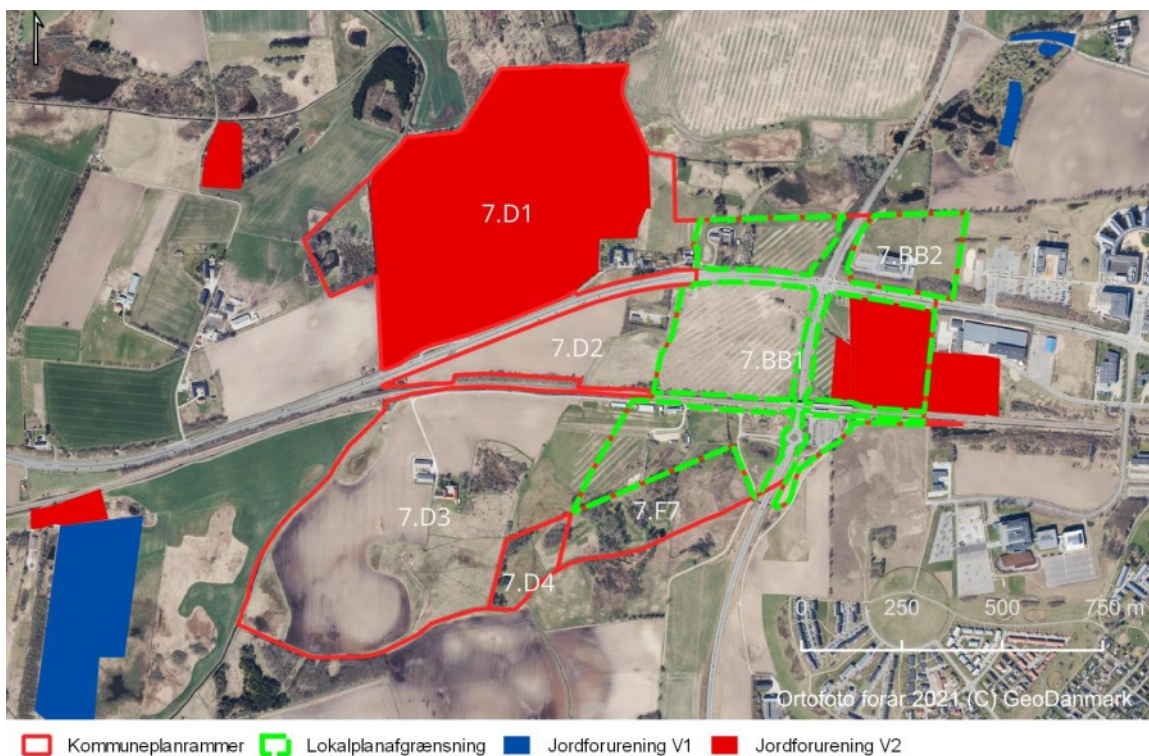 7.D1
7.BB2
7.D2
7.BB1
7.D3
7.F7
7.D4
0 250 500 750 m
Ortofoto forår 2021 (C) GeoDanmark
Kommuneplanrammer Lokalplanafgrænsning Jordforurening V1 Jordforurening V2